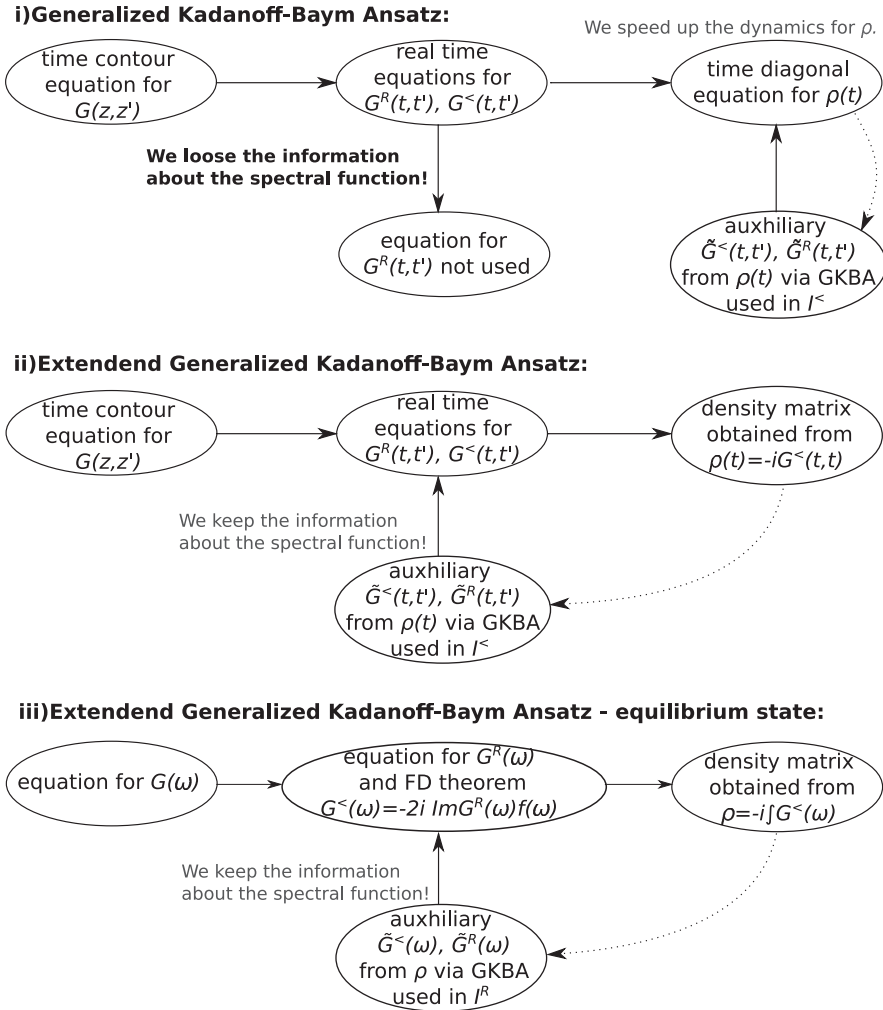 i)Generalized Kadanoff-Baym Ansatz:
We speed up the dynamics for ρ.
time contour
equation for
G(z,z')
real time
equations for
G^R(t,t'), G^<(t,t')
time diagonal
equation for ρ(t)
We loose the information
about the spectral function!
equation for
G^R(t,t') not used
auxhiliary
G̃^<(t,t'), G̃^R(t,t')
from ρ(t) via GKBA
used in I^<
ii)Extendend Generalized Kadanoff-Baym Ansatz:
time contour
equation for
G(z,z')
real time
equations for
G^R(t,t'), G^<(t,t')
density matrix
obtained from
ρ(t)=-iG^<(t,t)
We keep the information
about the spectral function!
auxhiliary
G̃^<(t,t'), G̃^R(t,t')
from ρ(t) via GKBA
used in I^<
iii)Extendend Generalized Kadanoff-Baym Ansatz - equilibrium state:
equation for G(ω)
equation for G^R(ω)
and FD theorem
G^<(ω)=-2i ImG^R(ω)f(ω)
density matrix
obtained from
ρ=-i∫G^<(ω)
We keep the information
about the spectral function!
auxhiliary
G̃^<(ω), G̃^R(ω)
from ρ via GKBA
used in I^R